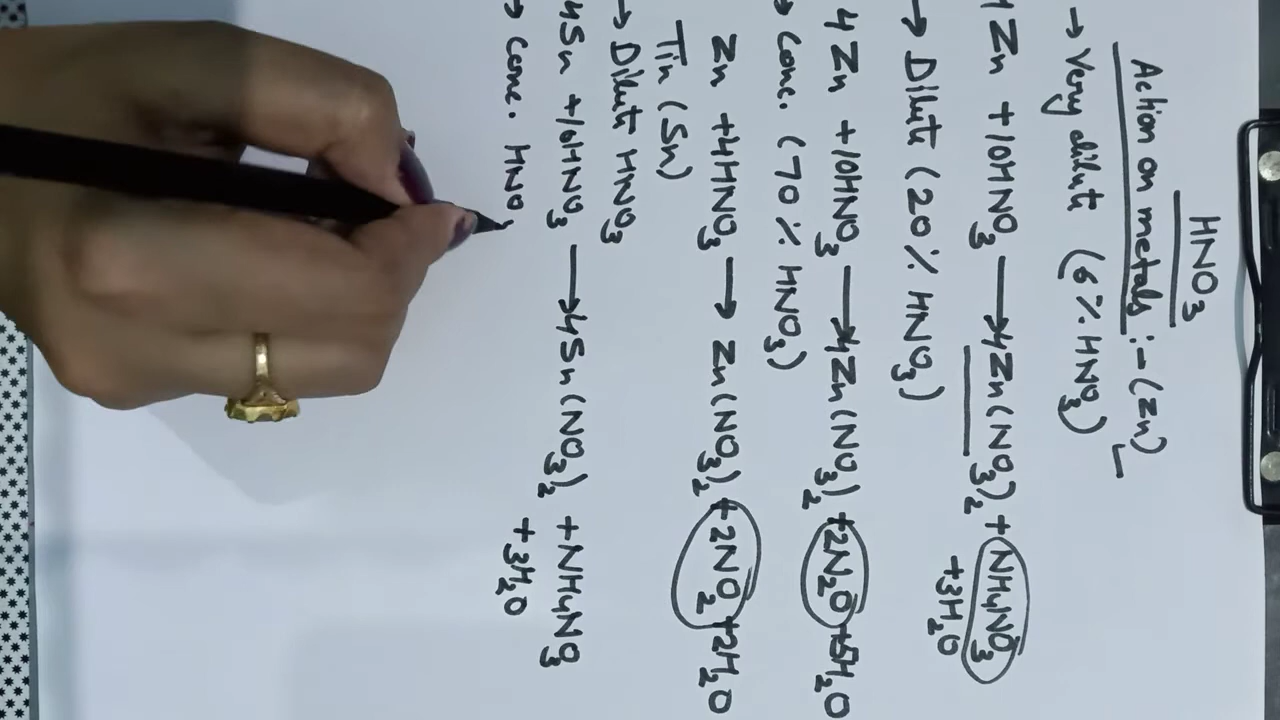 HNO3
Action on metals :- (Zn)
→ Very dilute (6% HNO3)
4Zn + 10HNO3 → 4Zn(NO3)2 + NH4NO3
+3H2O
→ Dilute (20% HNO3)
4Zn + 10HNO3 → 4Zn(NO3)2 + 2N2O + 5H2O
→ Conc. (70% HNO3)
Zn + 4HNO3 → Zn(NO3)2 + 2NO2 + 2H2O
Tin (Sn)
→ Dilute HNO3
4Sn + 10HNO3 → 4Sn(NO3)2 + NH4NO3
+3H2O
→ Conc. HNO3